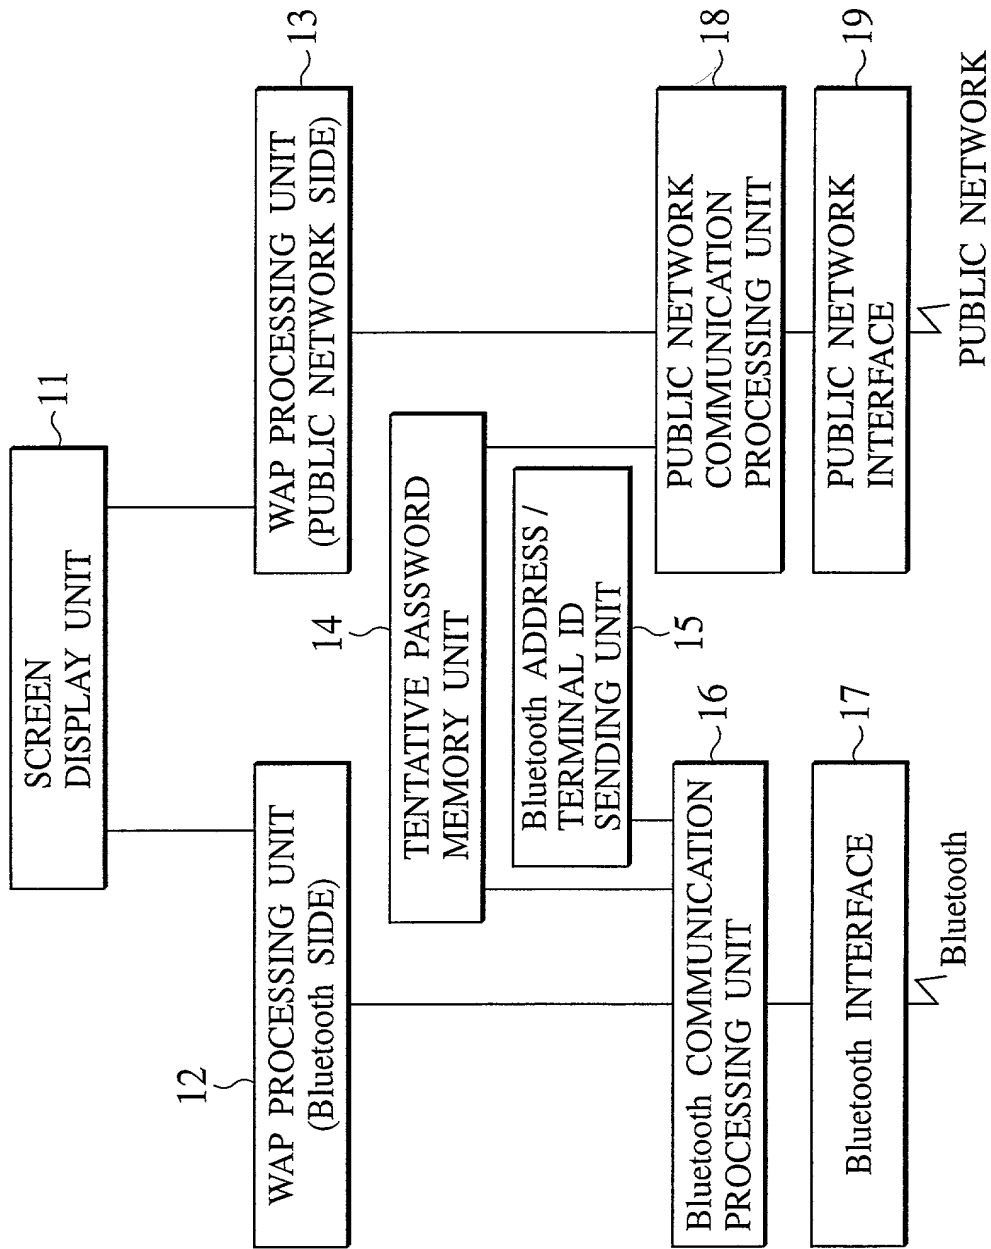 11
SCREEN
DISPLAY UNIT
12
WAP PROCESSING UNIT
(Bluetooth SIDE)
13
WAP PROCESSING UNIT
(PUBLIC NETWORK SIDE)
14
TENTATIVE PASSWORD
MEMORY UNIT
Bluetooth ADDRESS /
TERMINAL ID
SENDING UNIT
15
16
Bluetooth COMMUNICATION
PROCESSING UNIT
18
PUBLIC NETWORK
COMMUNICATION
PROCESSING UNIT
17
Bluetooth INTERFACE
19
PUBLIC NETWORK
INTERFACE
Bluetooth
PUBLIC NETWORK